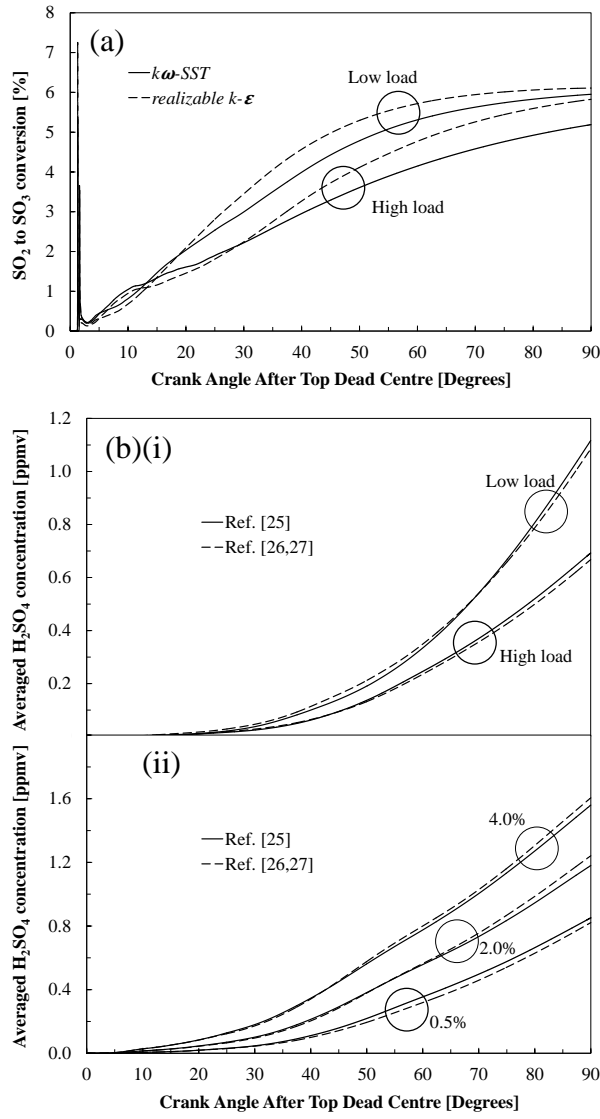 (a)
kω-SST
realizable k-ε
Low load
High load
SO2 to SO3 conversion [%]
8
7
6
5
4
3
2
1
0
0 10 20 30 40 50 60 70 80 90
Crank Angle After Top Dead Centre [Degrees]
(b)(i)
Ref. [25]
Ref. [26,27]
Low load
High load
Averaged H2SO4 concentration [ppmv]
1.2
1.0
0.8
0.6
0.4
0.2
(ii)
Ref. [25]
Ref. [26,27]
4.0%
2.0%
0.5%
Averaged H2SO4 concentration [ppmv]
1.6
1.2
0.8
0.4
0.0
0 10 20 30 40 50 60 70 80 90
Crank Angle After Top Dead Centre [Degrees]